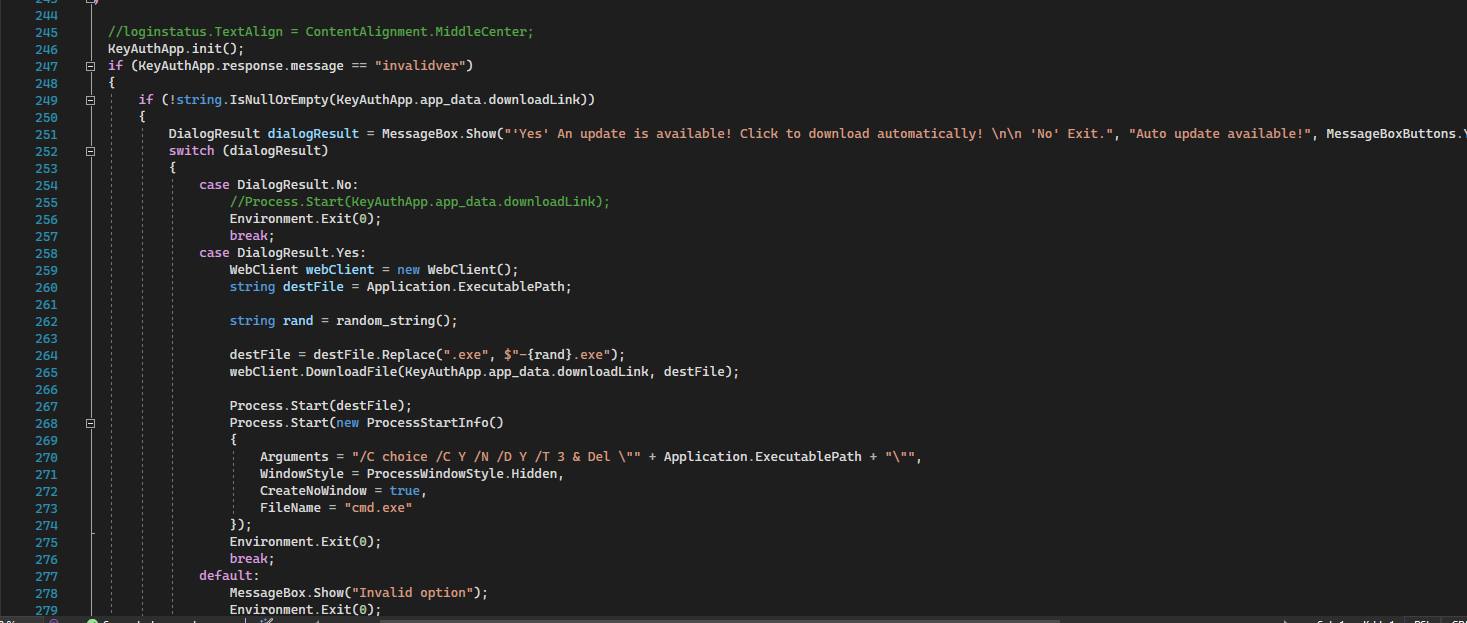 244
245 //loginstatus.TextAlign = ContentAlignment.MiddleCenter;
246 KeyAuthApp.init();
247 if (KeyAuthApp.response.message == "invalidver")
248 {
249 if (!string.IsNullOrEmpty(KeyAuthApp.app_data.downloadLink))
250 {
251 DialogResult dialogResult = MessageBox.Show("'Yes' An update is available! Click to download automatically! \n\n 'No' Exit.", "Auto update available!", MessageBoxButtons.Y
252 switch (dialogResult)
253 {
254 case DialogResult.No:
255 //Process.Start(KeyAuthApp.app_data.downloadLink);
256 Environment.Exit(0);
257 break;
258 case DialogResult.Yes:
259 WebClient webClient = new WebClient();
260 string destFile = Application.ExecutablePath;
261
262 string rand = random_string();
263
264 destFile = destFile.Replace(".exe", $"-{rand}.exe");
265 webClient.DownloadFile(KeyAuthApp.app_data.downloadLink, destFile);
266
267 Process.Start(destFile);
268 Process.Start(new ProcessStartInfo()
269 {
270 Arguments = "/C choice /C Y /N /D Y /T 3 & Del \"" + Application.ExecutablePath + "\"",
271 WindowStyle = ProcessWindowStyle.Hidden,
272 CreateNoWindow = true,
273 FileName = "cmd.exe"
274 });
275 Environment.Exit(0);
276 break;
277 default:
278 MessageBox.Show("Invalid option");
279 Environment.Exit(0);